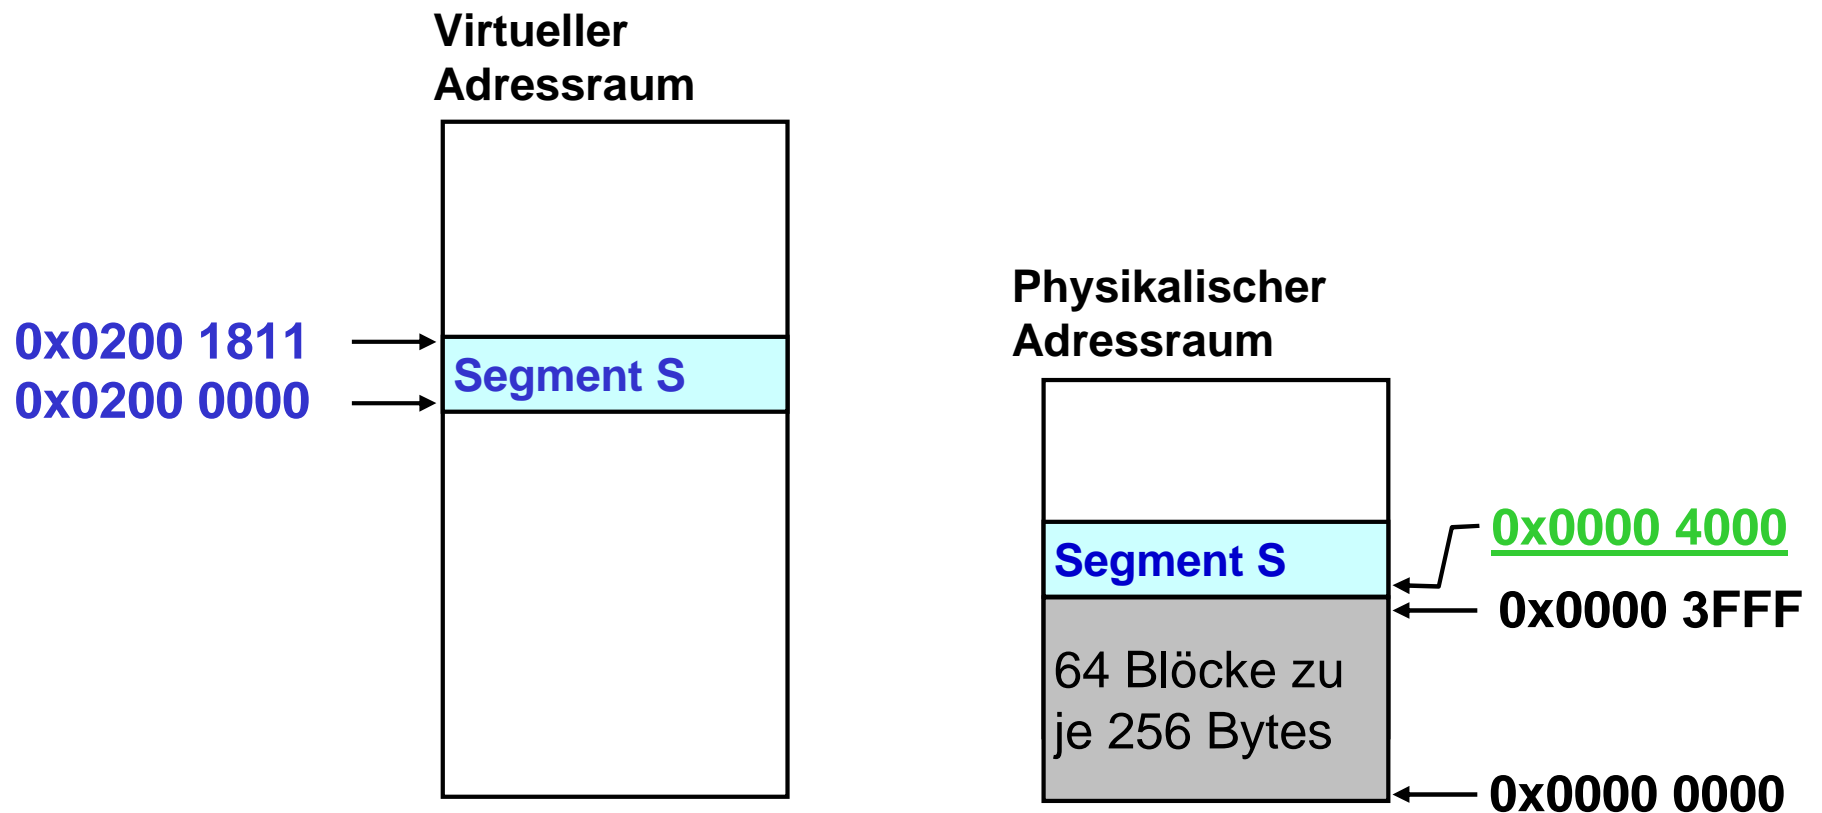 Virtueller
Adressraum
0x0200 1811
0x0200 0000
Segment S
Physikalischer
Adressraum
Segment S
0x0000 4000
0x0000 3FFF
64 Blöcke zu
je 256 Bytes
0x0000 0000